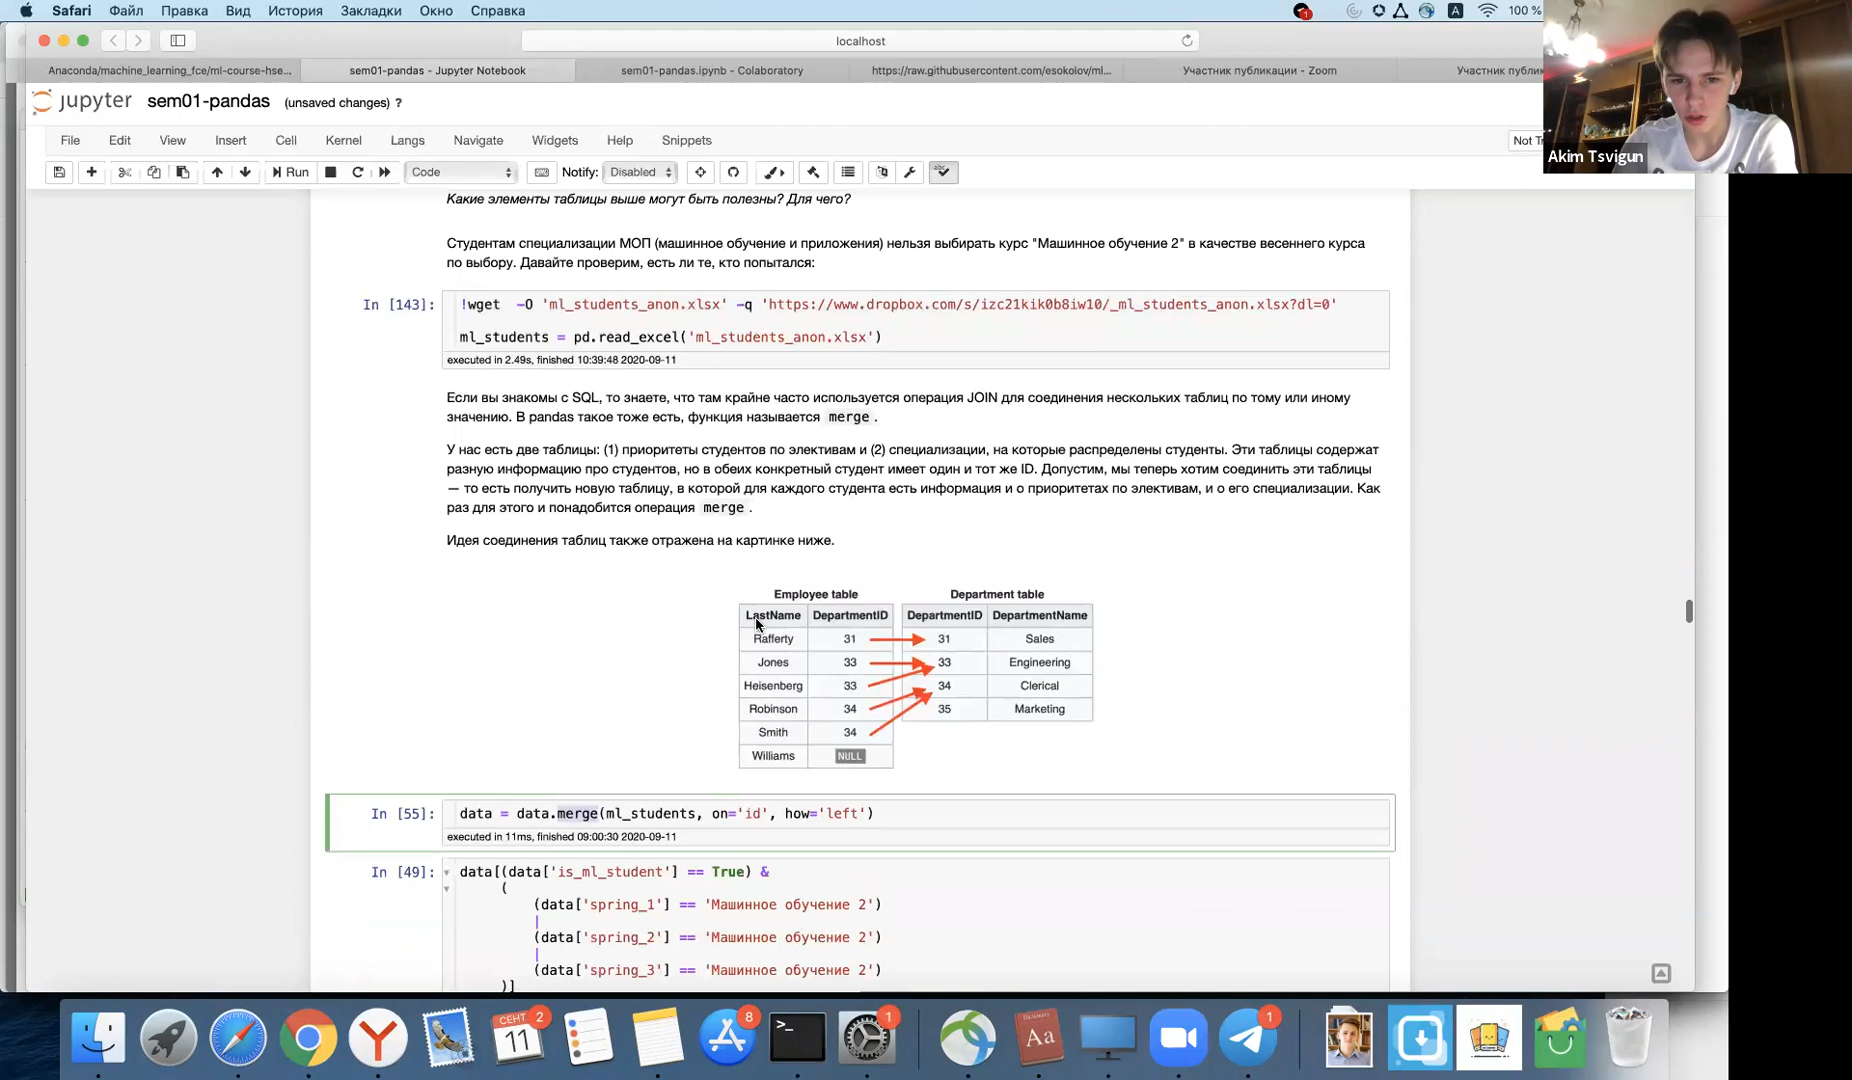 Safari Файл Правка Вид История Закладки Окно Справка 1 A 100 %
localhost
Anaconda/machine_learning_fce/ml-course-hse... sem01-pandas - Jupyter Notebook sem01-pandas.ipynb - Colaboratory https://raw.githubusercontent.com/esokolov/ml... Участник публикации - Zoom Участник публик
jupyter sem01-pandas (unsaved changes) ?
File Edit View Insert Cell Kernel Langs Navigate Widgets Help Snippets Not Tr
Akim Tsvigun
Run Code Notify: Disabled
Какие элементы таблицы выше могут быть полезны? Для чего?
Студентам специализации МОП (машинное обучение и приложения) нельзя выбирать курс "Машинное обучение 2" в качестве весеннего курса
по выбору. Давайте проверим, есть ли те, кто попытался:
In [143]: !wget -O 'ml_students_anon.xlsx' -q 'https://www.dropbox.com/s/izc21kik0b8iw10/_ml_students_anon.xlsx?dl=0'
ml_students = pd.read_excel('ml_students_anon.xlsx')
executed in 2.49s, finished 10:39:48 2020-09-11
Если вы знакомы с SQL, то знаете, что там крайне часто используется операция JOIN для соединения нескольких таблиц по тому или иному
значению. В pandas такое тоже есть, функция называется merge .
У нас есть две таблицы: (1) приоритеты студентов по элективам и (2) специализации, на которые распределены студенты. Эти таблицы содержат
разную информацию про студентов, но в обеих конкретный студент имеет один и тот же ID. Допустим, мы теперь хотим соединить эти таблицы
— то есть получить новую таблицу, в которой для каждого студента есть информация и о приоритетах по элективам, и о его специализации. Как
раз для этого и понадобится операция merge .
Идея соединения таблиц также отражена на картинке ниже.
Employee table Department table
LastName DepartmentID DepartmentID DepartmentName
Rafferty 31 31 Sales
Jones 33 33 Engineering
Heisenberg 33 34 Clerical
Robinson 34 35 Marketing
Smith 34
Williams NULL
In [55]: data = data.merge(ml_students, on='id', how='left')
executed in 11ms, finished 09:00:30 2020-09-11
In [49]: data[(data['is_ml_student'] == True) &
(
(data['spring_1'] == 'Машинное обучение 2')
|
(data['spring_2'] == 'Машинное обучение 2')
|
(data['spring_3'] == 'Машинное обучение 2')
)]
СЕНТ 11 2 8 >_ 1 Aa 1